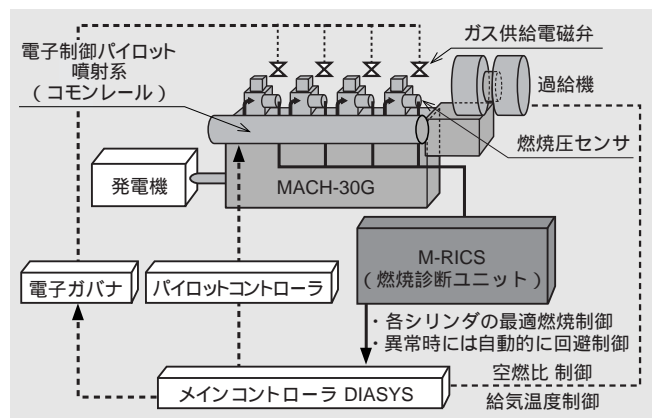 電子制御パイロット
噴射系
(コモンレール)
ガス供給電磁弁
過給機
燃焼圧センサ
発電機
MACH-30G
M-RICS
(燃焼診断ユニット)
電子ガバナ
パイロットコントローラ
・各シリンダの最適燃焼制御
・異常時には自動的に回避制御
空燃比 制御
メインコントローラ DIASYS
給気温度制御